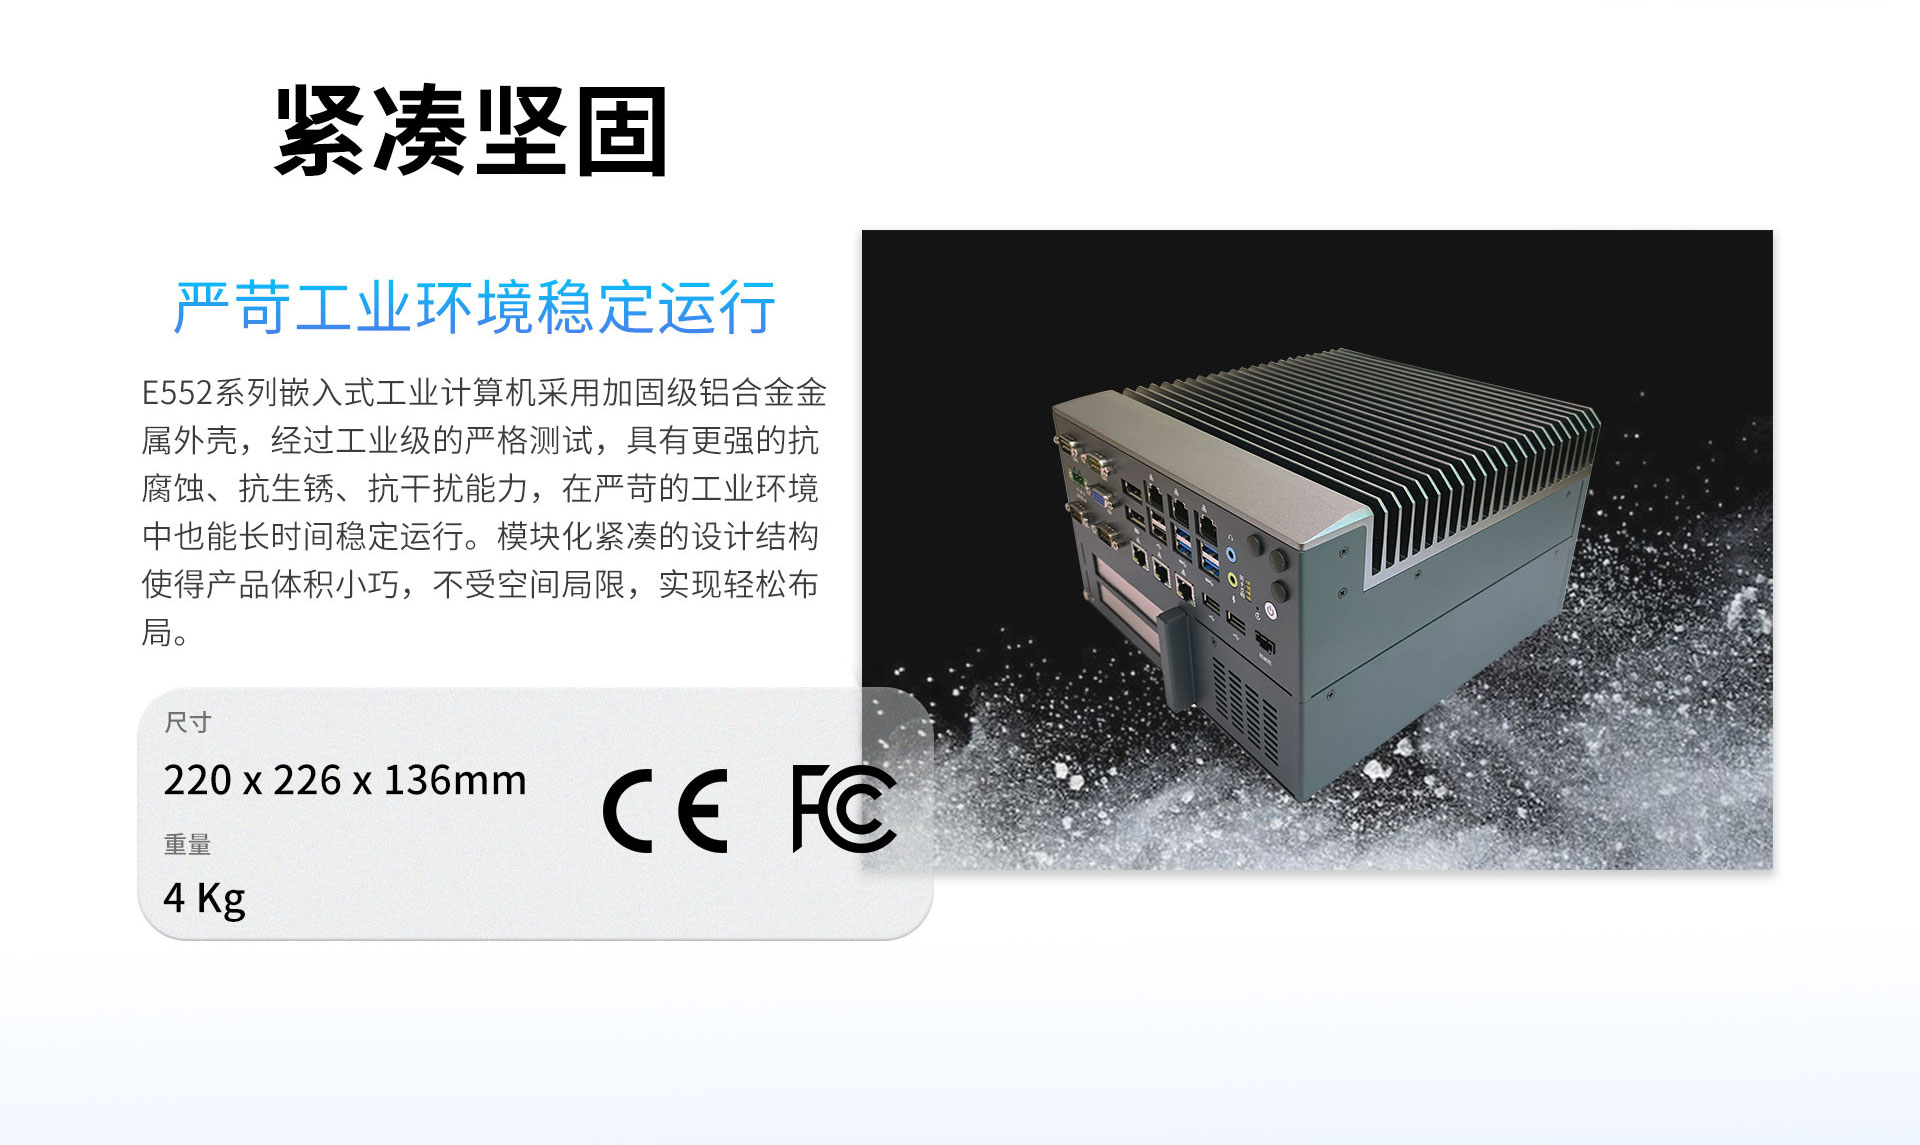 紧凑坚固
严苛工业环境稳定运行
E552系列嵌入式工业计算机采用加固级铝合金金
属外壳，经过工业级的严格测试，具有更强的抗
腐蚀、抗生锈、抗干扰能力，在严苛的工业环境
中也能长时间稳定运行。模块化紧凑的设计结构
使得产品体积小巧，不受空间局限，实现轻松布
局。
尺寸
220 x 226 x 136mm
CE FC
重量
4 Kg